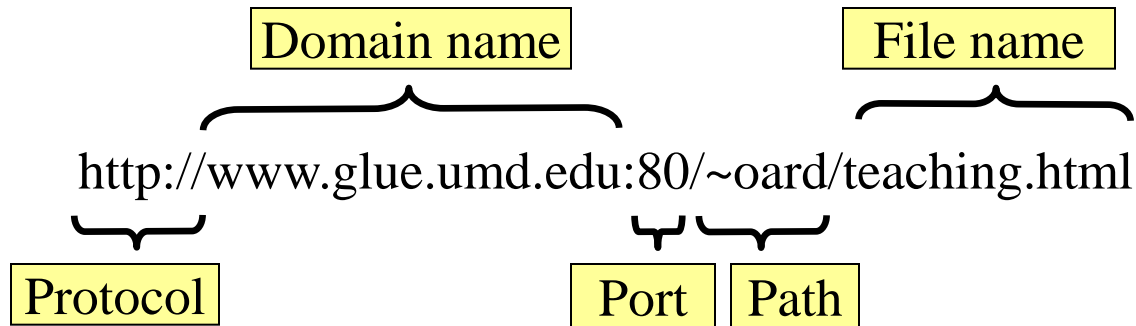 Domain name File name
http://www.glue.umd.edu:80/~oard/teaching.html
Protocol Port Path